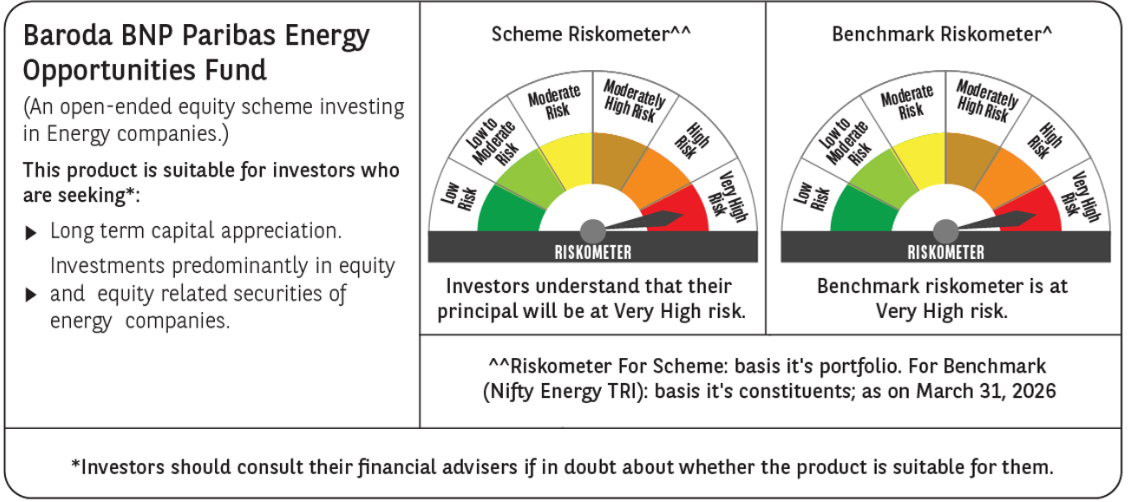 Baroda BNP Paribas Energy
Opportunities Fund
(An open-ended equity scheme investing
in Energy companies.)
This product is suitable for investors who
are seeking*:
▶ Long term capital appreciation.
Investments predominantly in equity
▶ and equity related securities of
energy companies.
Scheme Riskometer^^
Low
Risk
Low to
Moderate
Risk
Moderate
Risk
Moderately
High Risk
High
Risk
Very High
Risk
RISKOMETER
Investors understand that their
principal will be at Very High risk.
Benchmark Riskometer^
Low
Risk
Low to
Moderate
Risk
Moderate
Risk
Moderately
High Risk
High
Risk
Very High
Risk
RISKOMETER
Benchmark riskometer is at
Very High risk.
^^Riskometer For Scheme: basis it's portfolio. For Benchmark
(Nifty Energy TRI): basis it's constituents; as on March 31, 2026
*Investors should consult their financial advisers if in doubt about whether the product is suitable for them.